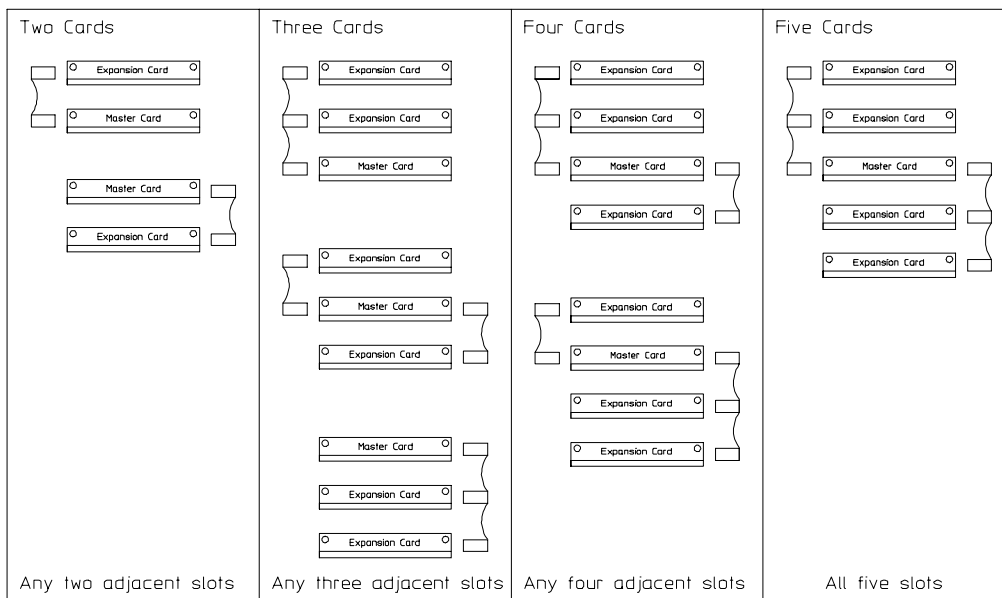 Two Cards
Expansion Card
Master Card
Master Card
Expansion Card
Any two adjacent slots
Three Cards
Expansion Card
Expansion Card
Master Card
Expansion Card
Master Card
Expansion Card
Master Card
Expansion Card
Expansion Card
Any three adjacent slots
Four Cards
Expansion Card
Expansion Card
Master Card
Expansion Card
Expansion Card
Master Card
Expansion Card
Expansion Card
Any four adjacent slots
Five Cards
Expansion Card
Expansion Card
Master Card
Expansion Card
Expansion Card
All five slots